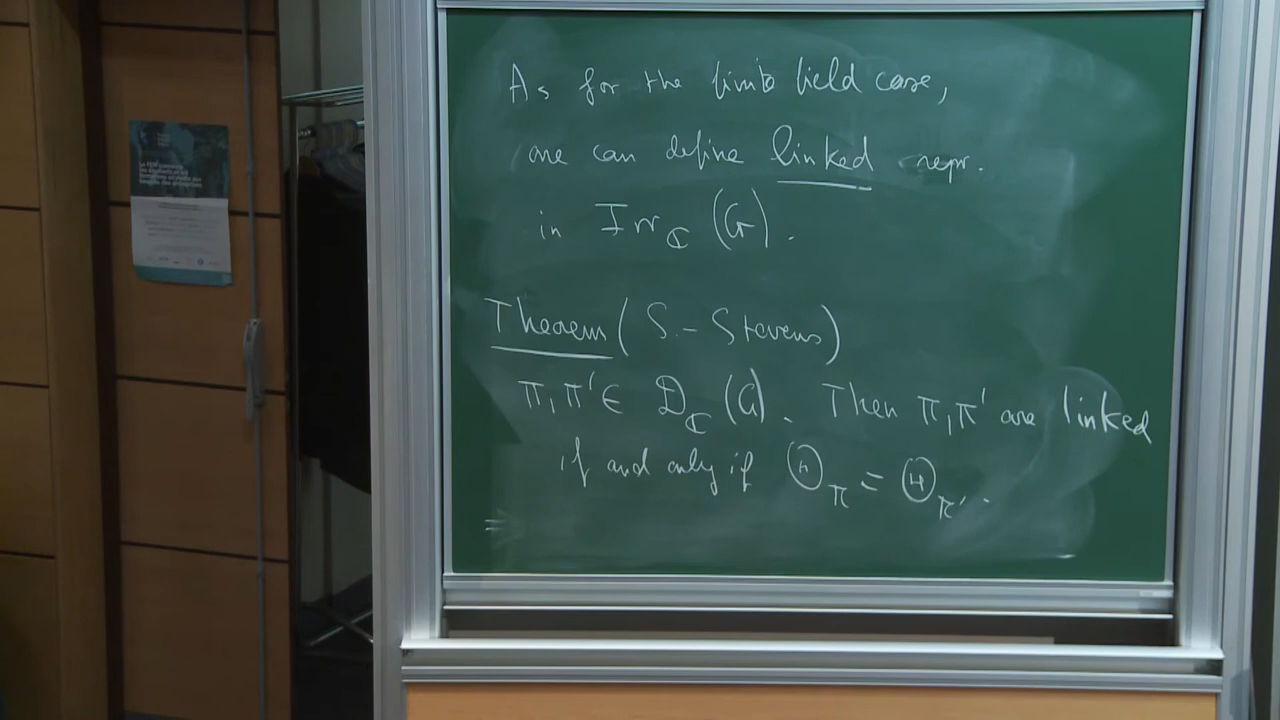 As for the finite field case,
one can define linked repr.
in Irr_ℂ (G).
Theorem (S.- Stevens)
π, π' ∈ 𝒟_ℂ (G). Then π, π' are linked
if and only if Θ_π = Θ_π'.